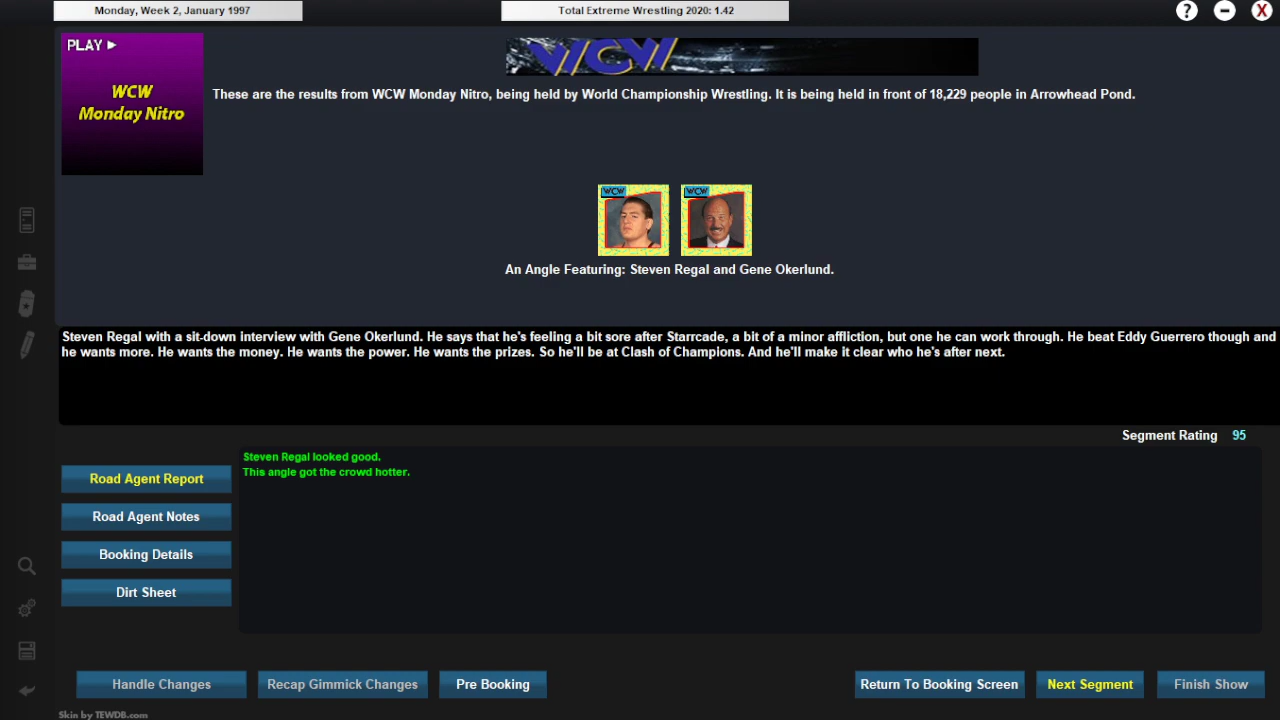 Monday, Week 2, January 1997
Total Extreme Wrestling 2020: 1.42
?
X
PLAY
WCW
Monday Nitro
WCW
These are the results from WCW Monday Nitro, being held by World Championship Wrestling. It is being held in front of 18,229 people in Arrowhead Pond.
WCW
WCW
An Angle Featuring: Steven Regal and Gene Okerlund.
Steven Regal with a sit-down interview with Gene Okerlund. He says that he's feeling a bit sore after Starrcade, a bit of a minor affliction, but one he can work through. He beat Eddy Guerrero though and
he wants more. He wants the money. He wants the power. He wants the prizes. So he'll be at Clash of Champions. And he'll make it clear who he's after next.
Segment Rating 95
Steven Regal looked good.
This angle got the crowd hotter.
Road Agent Report
Road Agent Notes
Booking Details
Dirt Sheet
Handle Changes
Recap Gimmick Changes
Pre Booking
Return To Booking Screen
Next Segment
Finish Show
Skin by TEWDB.com